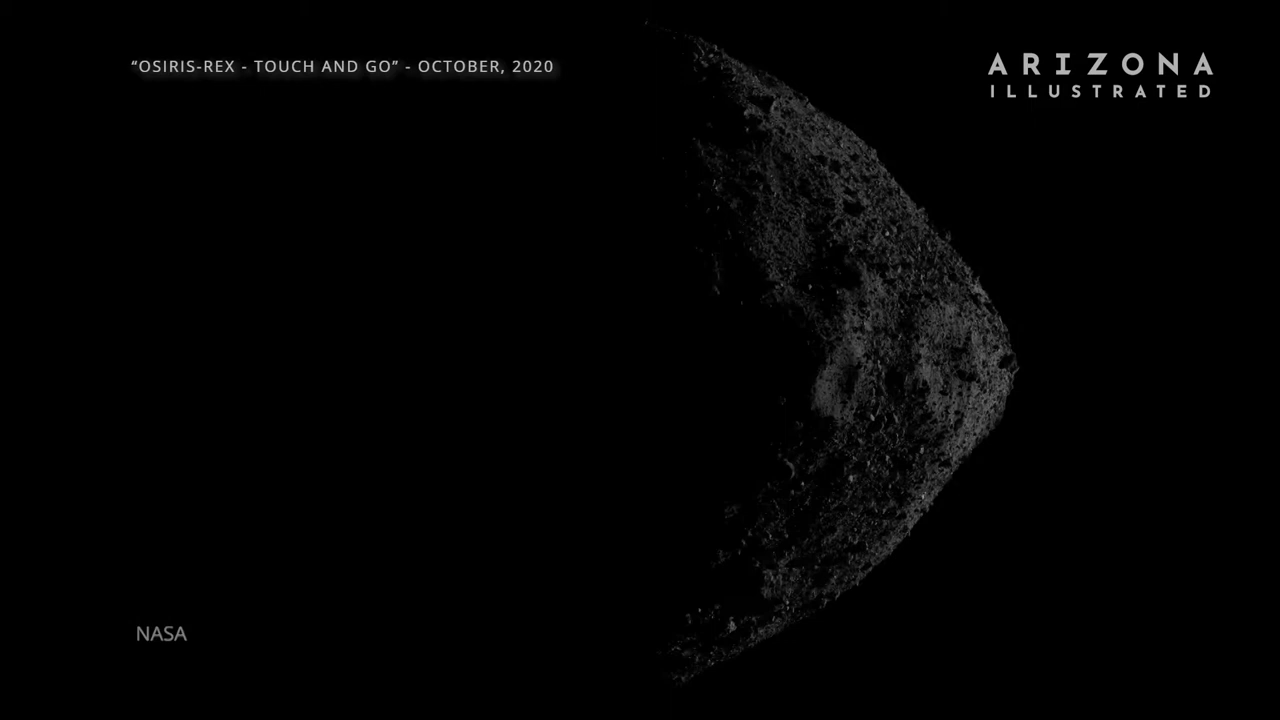 “OSIRIS-REX - TOUCH AND GO” - OCTOBER, 2020
ARIZONA
ILLUSTRATED
NASA